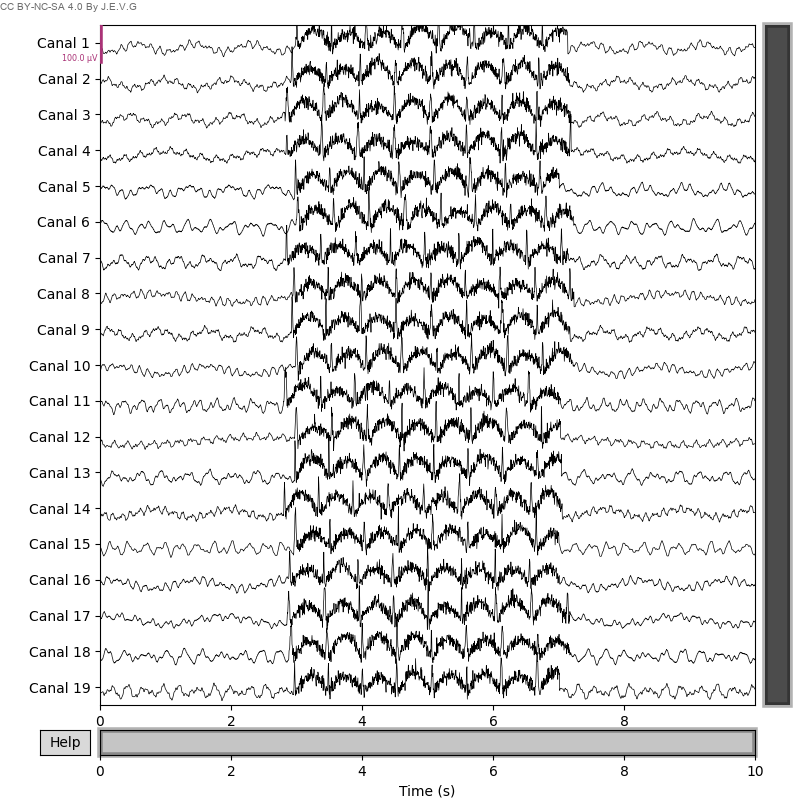 CC BY-NC-SA 4.0 By J.E.V.G
Canal 1
100.0 µV
Canal 2
Canal 3
Canal 4
Canal 5
Canal 6
Canal 7
Canal 8
Canal 9
Canal 10
Canal 11
Canal 12
Canal 13
Canal 14
Canal 15
Canal 16
Canal 17
Canal 18
Canal 19
0 2 4 6 8
Help
0 2 4 6 8 10
Time (s)